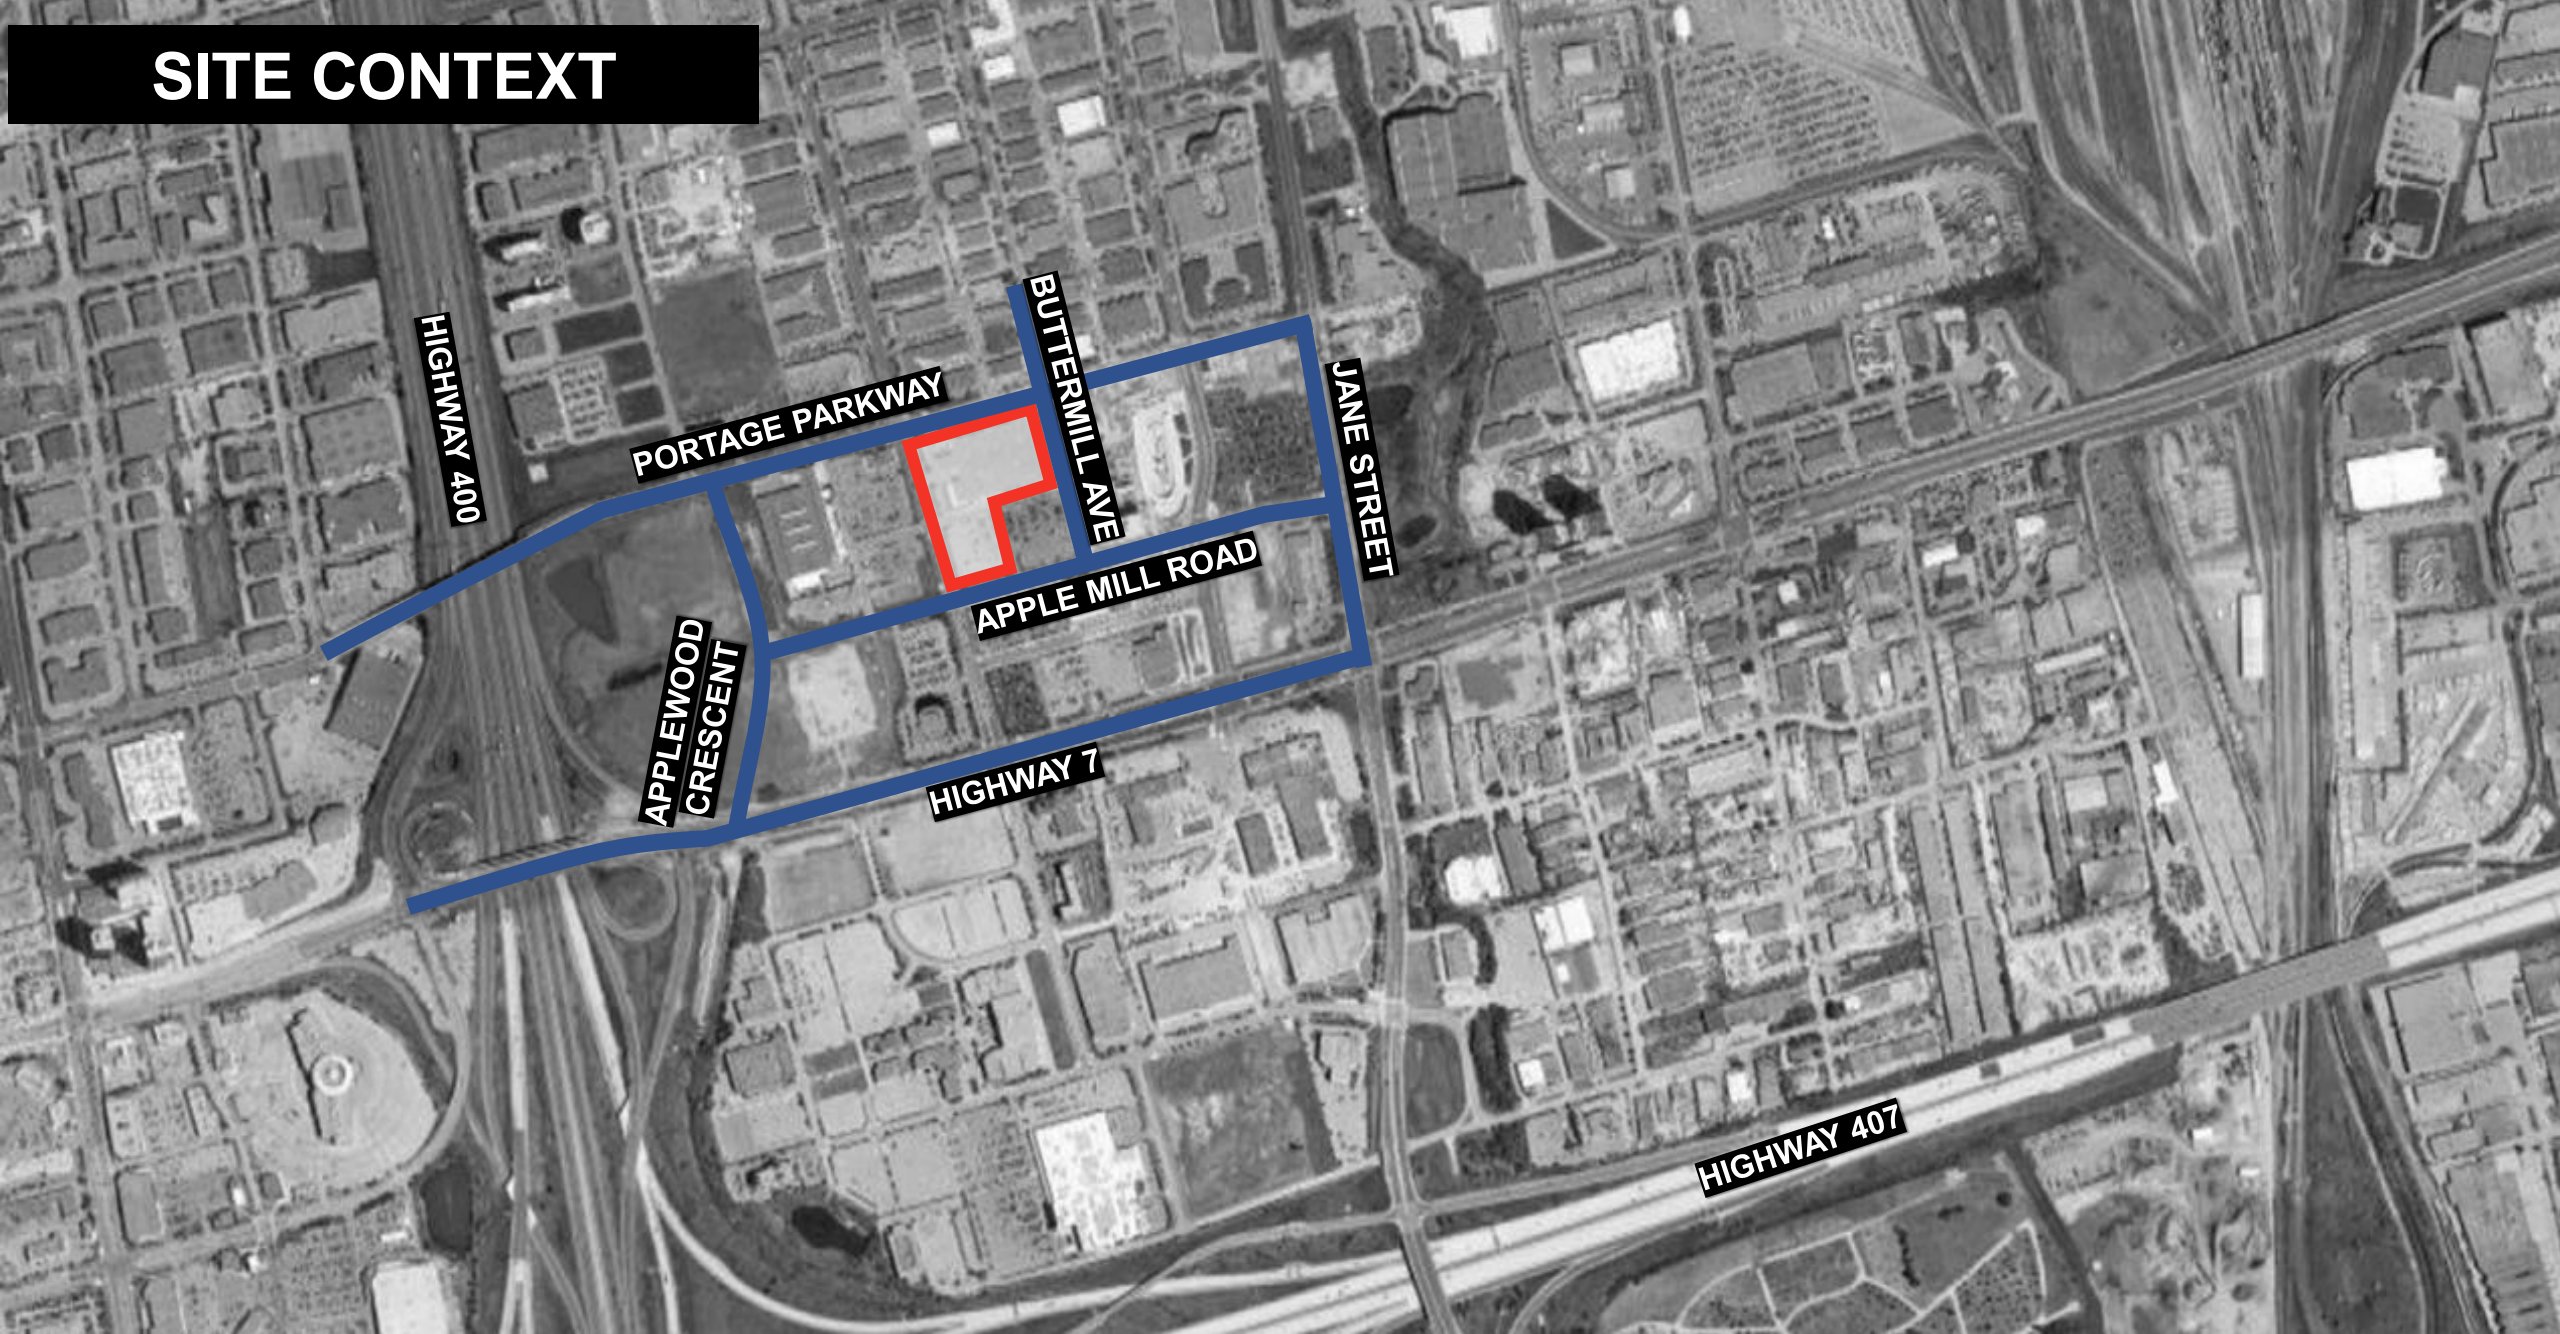 SITE CONTEXT
HIGHWAY 400
BUTTERMILL AVE
PORTAGE PARKWAY
JANE STREET
APPLE MILL ROAD
APPLEWOOD
CRESCENT
HIGHWAY 7
HIGHWAY 407